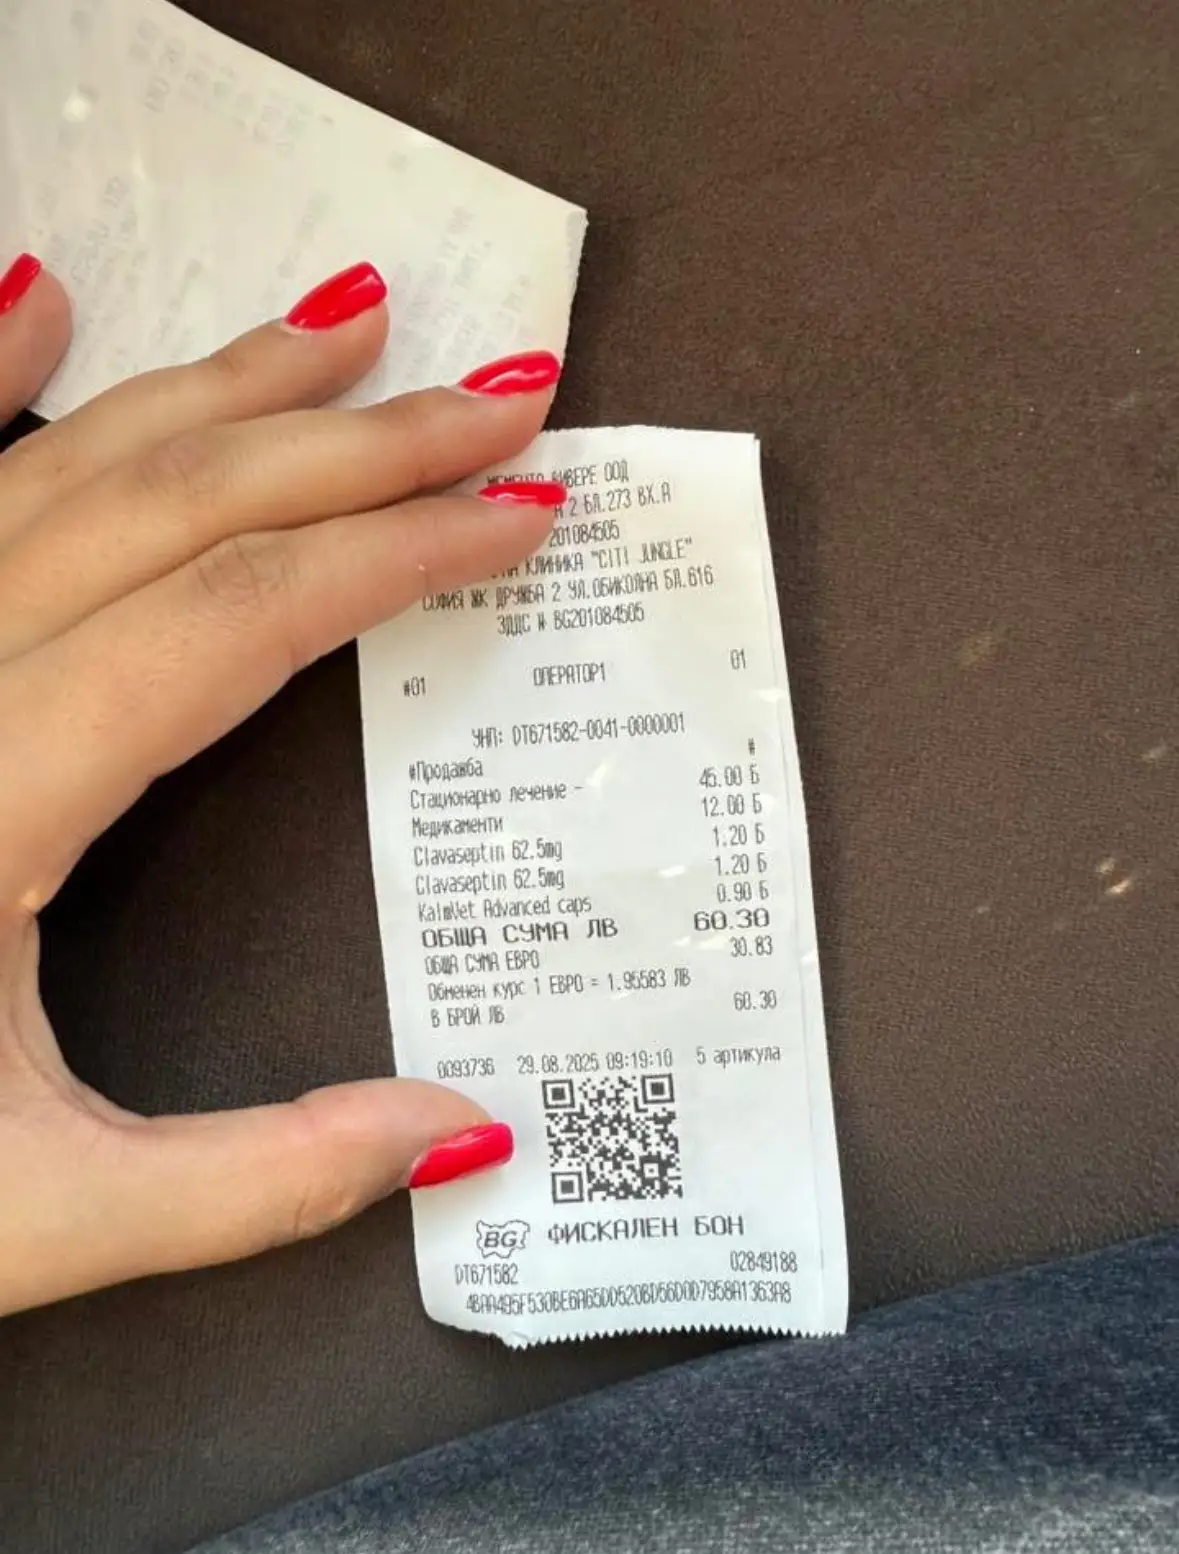 ВЕРЕ ООД
2 БЛ.273 ВХ.А
201084505
КЛИНИКА "CITI JUNGLE"
СОФИЯ ЖК ДРУЖБА 2 УЛ.ОБИКОЛНА БЛ.616
ЗДДС № BG201084505
#01 ОПЕРАТОР1 01
УНП: DT671582-0041-0000001
#
#Продажба
Стационарно лечение - 45.00 Б
Медикаменти 12.00 Б
Clavaseptin 62.5mg 1.20 Б
Clavaseptin 62.5mg 1.20 Б
KalmVet Advanced caps 0.90 Б
ОБЩА СУМА ЛВ 60.30
ОБЩА СУМА ЕВРО 30.83
Обменен курс 1 ЕВРО = 1.95583 ЛВ
В БРОЙ ЛВ 60.30
0093736 29.08.2025 09:19:10 5 артикула
BG ФИСКАЛЕН БОН
DT671582 02849188